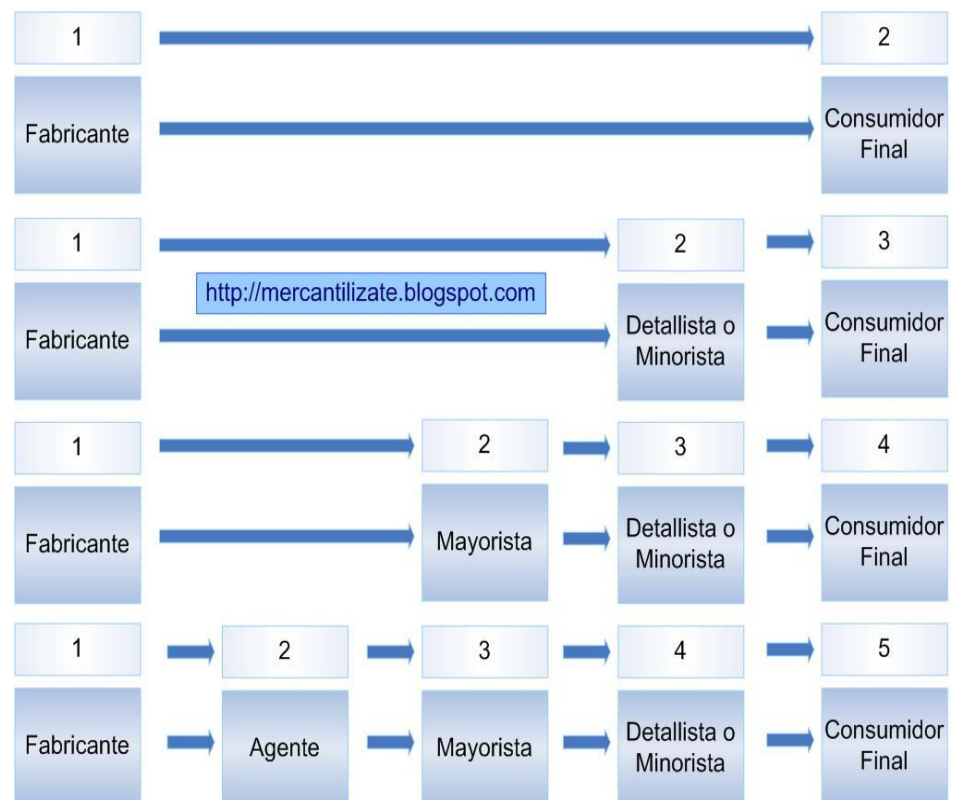 1 2
Fabricante Consumidor
Final
1 2 3
http://mercantilizate.blogspot.com
Fabricante Detallista o
Minorista Consumidor
Final
1 2 3 4
Fabricante Mayorista Detallista o
Minorista Consumidor
Final
1 2 3 4 5
Fabricante Agente Mayorista Detallista o
Minorista Consumidor
Final